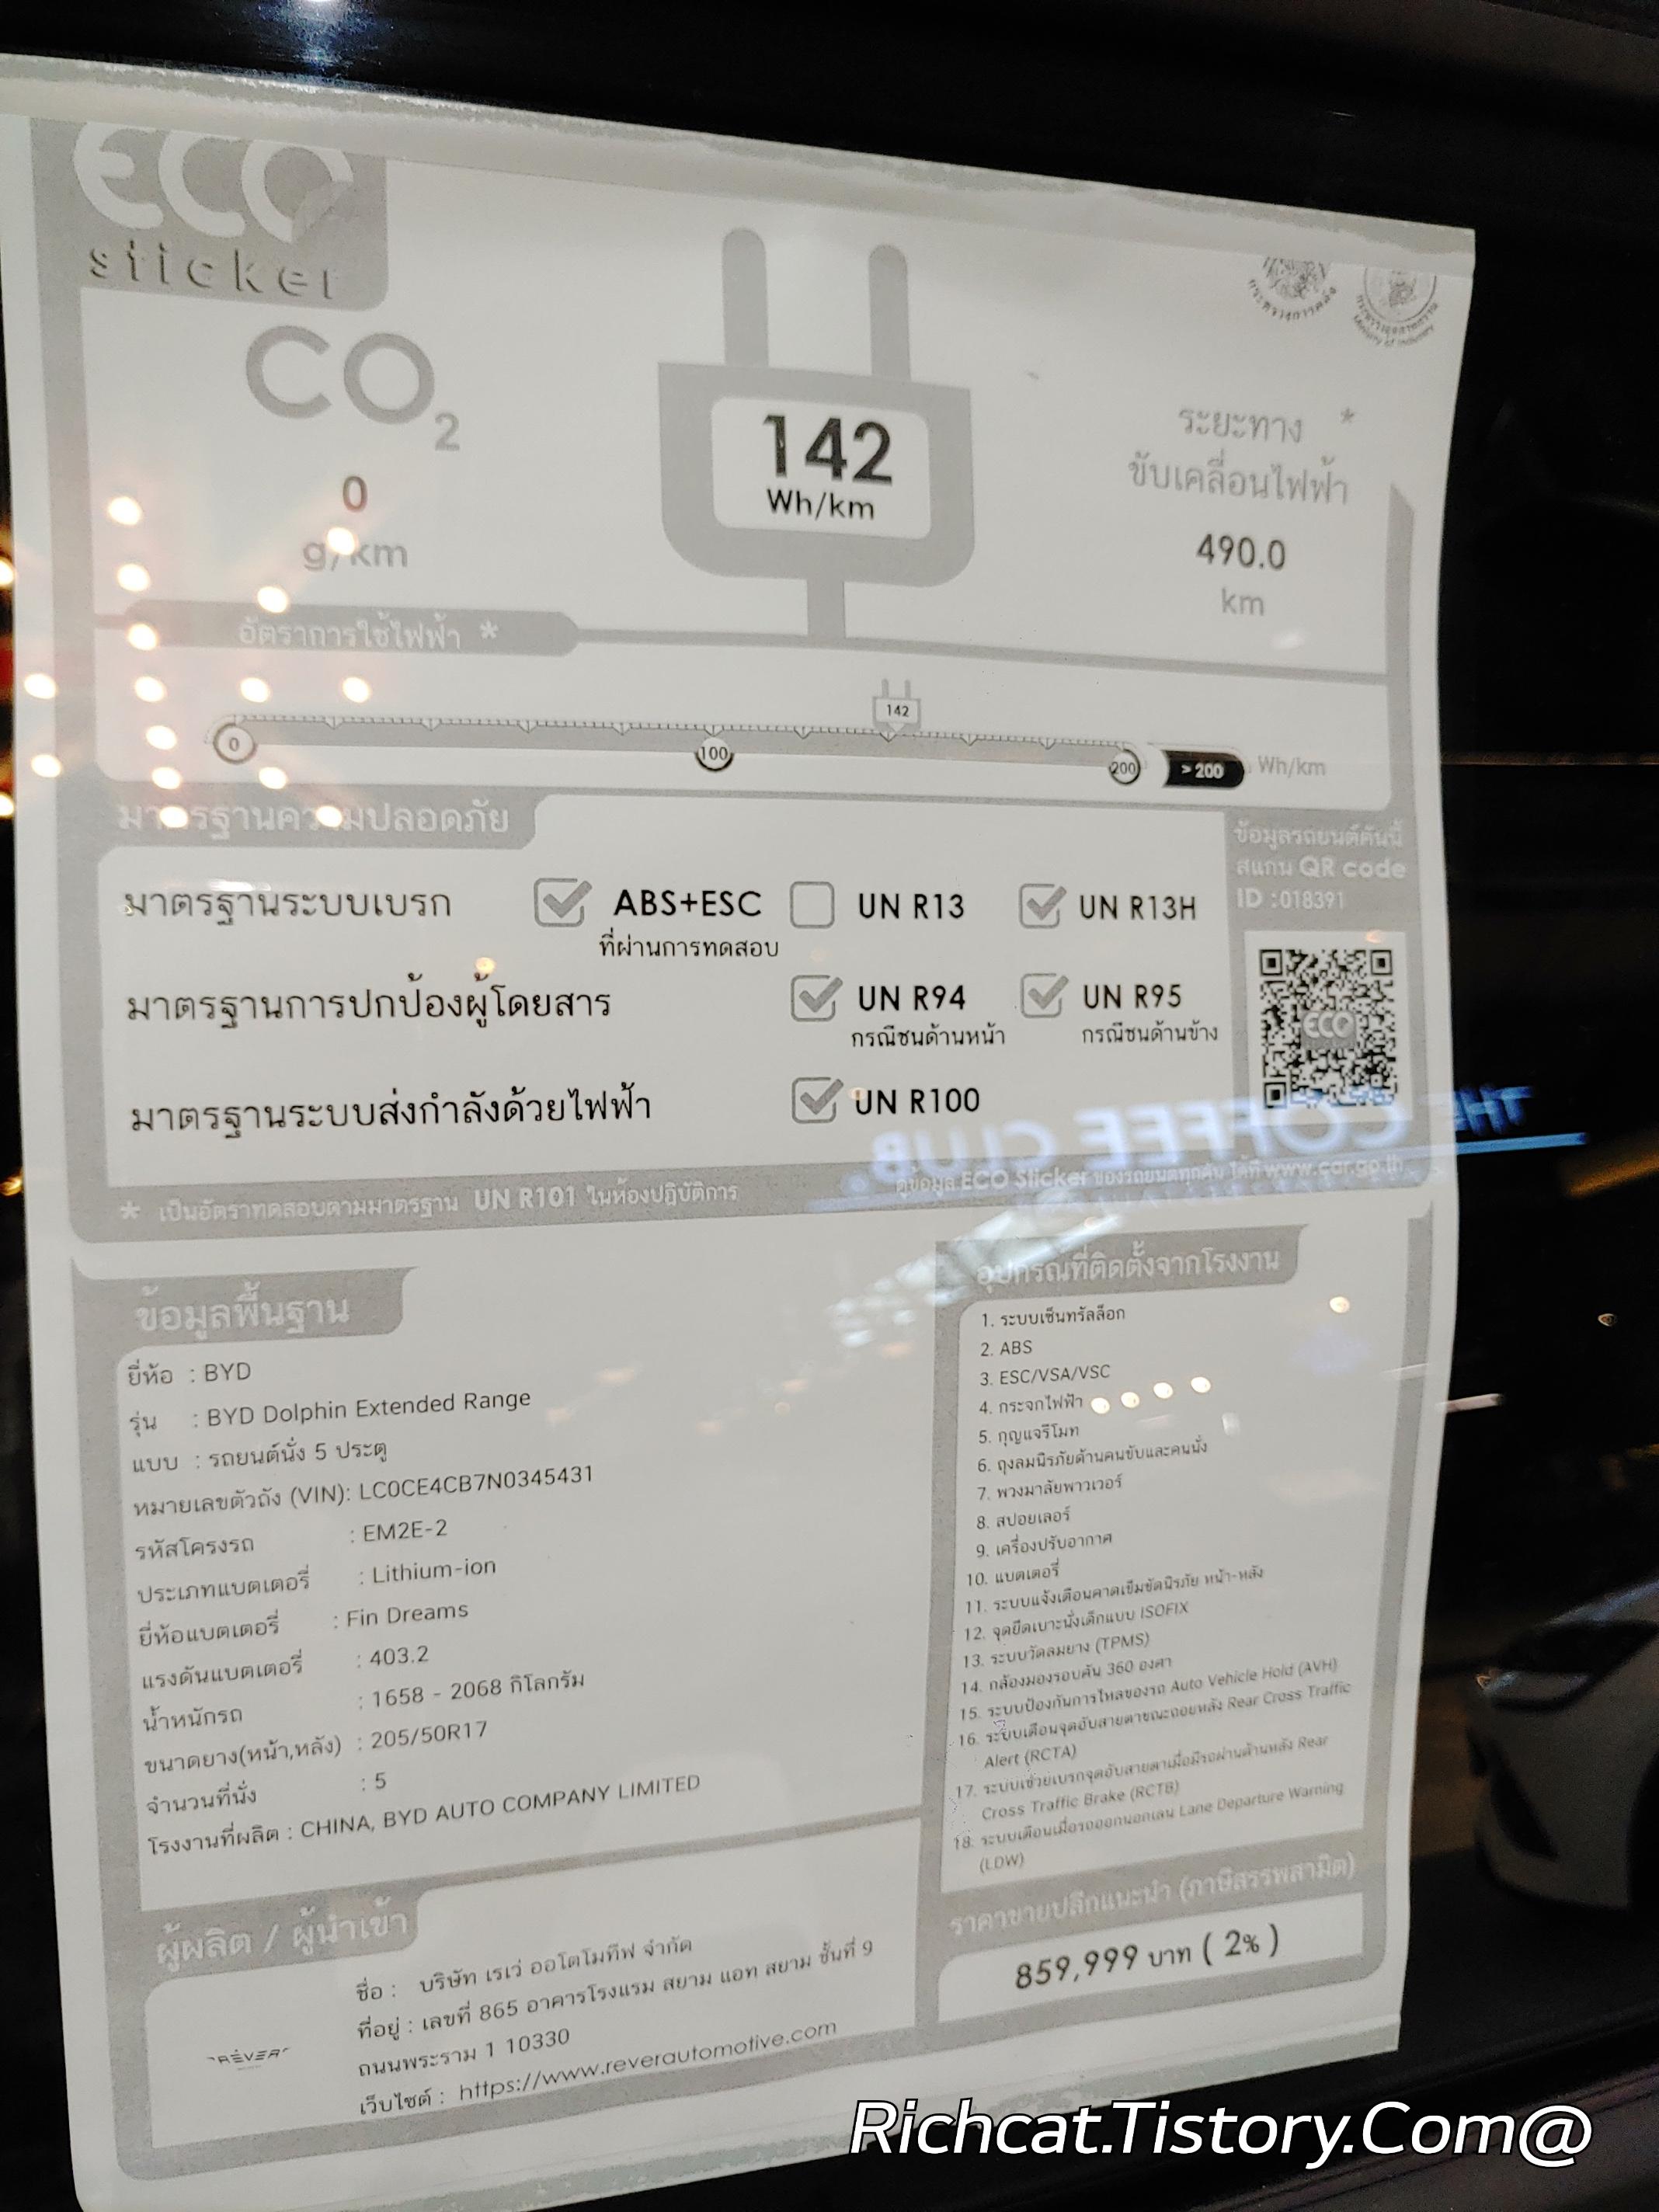 ECO
sticker
กระทรวงการคลัง
กระทรวงอุตสาหกรรม
Ministry of Industry
CO2
0
g/km
142
Wh/km
ระยะทาง *
ขับเคลื่อนไฟฟ้า
490.0
km
อัตราการใช้ไฟฟ้า *
142
0
100
200
> 200
Wh/km
มาตรฐานความปลอดภัย
มาตรฐานระบบเบรก ABS+ESC UN R13 UN R13H
ที่ผ่านการทดสอบ
มาตรฐานการปกป้องผู้โดยสาร UN R94 UN R95
กรณีชนด้านหน้า กรณีชนด้านข้าง
มาตรฐานระบบส่งกำลังด้วยไฟฟ้า UN R100
ข้อมูลรถยนต์คันนี้
สแกน QR code
ID :018391
ECO
THE
COFFEE CLUB
* เป็นอัตราทดสอบตามมาตรฐาน UN R101 ในห้องปฏิบัติการ
ดูข้อมูล ECO Sticker ของรถยนต์ทุกคัน ได้ที่ www.car.go.th
ข้อมูลพื้นฐาน
ยี่ห้อ : BYD
รุ่น : BYD Dolphin Extended Range
แบบ : รถยนต์นั่ง 5 ประตู
หมายเลขตัวถัง (VIN): LC0CE4CB7N0345431
รหัสโครงรถ : EM2E-2
ประเภทแบตเตอรี่ : Lithium-ion
ยี่ห้อแบตเตอรี่ : Fin Dreams
แรงดันแบตเตอรี่ : 403.2
น้ำหนักรถ : 1658 - 2068 กิโลกรัม
ขนาดยาง(หน้า,หลัง) : 205/50R17
จำนวนที่นั่ง : 5
โรงงานที่ผลิต : CHINA, BYD AUTO COMPANY LIMITED
อุปกรณ์ที่ติดตั้งจากโรงงาน
1. ระบบเซ็นทรัลล็อก
2. ABS
3. ESC/VSA/VSC
4. กระจกไฟฟ้า
5. กุญแจรีโมท
6. ถุงลมนิรภัยด้านคนขับและคนนั่ง
7. พวงมาลัยพาวเวอร์
8. สปอยเลอร์
9. เครื่องปรับอากาศ
10. แบตเตอรี่
11. ระบบแจ้งเตือนคาดเข็มขัดนิรภัย หน้า-หลัง
12. จุดยึดเบาะนั่งเด็กแบบ ISOFIX
13. ระบบวัดลมยาง (TPMS)
14. กล้องมองรอบคัน 360 องศา
15. ระบบป้องกันการไหลของรถ Auto Vehicle Hold (AVH)
16. ระบบเตือนจุดอับสายตาขณะถอยหลัง Rear Cross Traffic
Alert (RCTA)
17. ระบบช่วยเบรกจุดอับสายตาเมื่อมีรถผ่านด้านหลัง Rear
Cross Traffic Brake (RCTB)
18. ระบบเตือนเมื่อรถออกนอกเลน Lane Departure Warning
(LDW)
ราคาขายปลีกแนะนำ (ภาษีสรรพสามิต)
859,999 บาท ( 2% )
ผู้ผลิต / ผู้นำเข้า
RÊVER
ชื่อ : บริษัท เรเว่ ออโตโมทีฟ จำกัด
ที่อยู่ : เลขที่ 865 อาคารโรงแรม สยาม แอท สยาม ชั้นที่ 9
ถนนพระราม 1 10330
เว็บไซต์ : https://www.reverautomotive.com
Richcat.Tistory.Com@